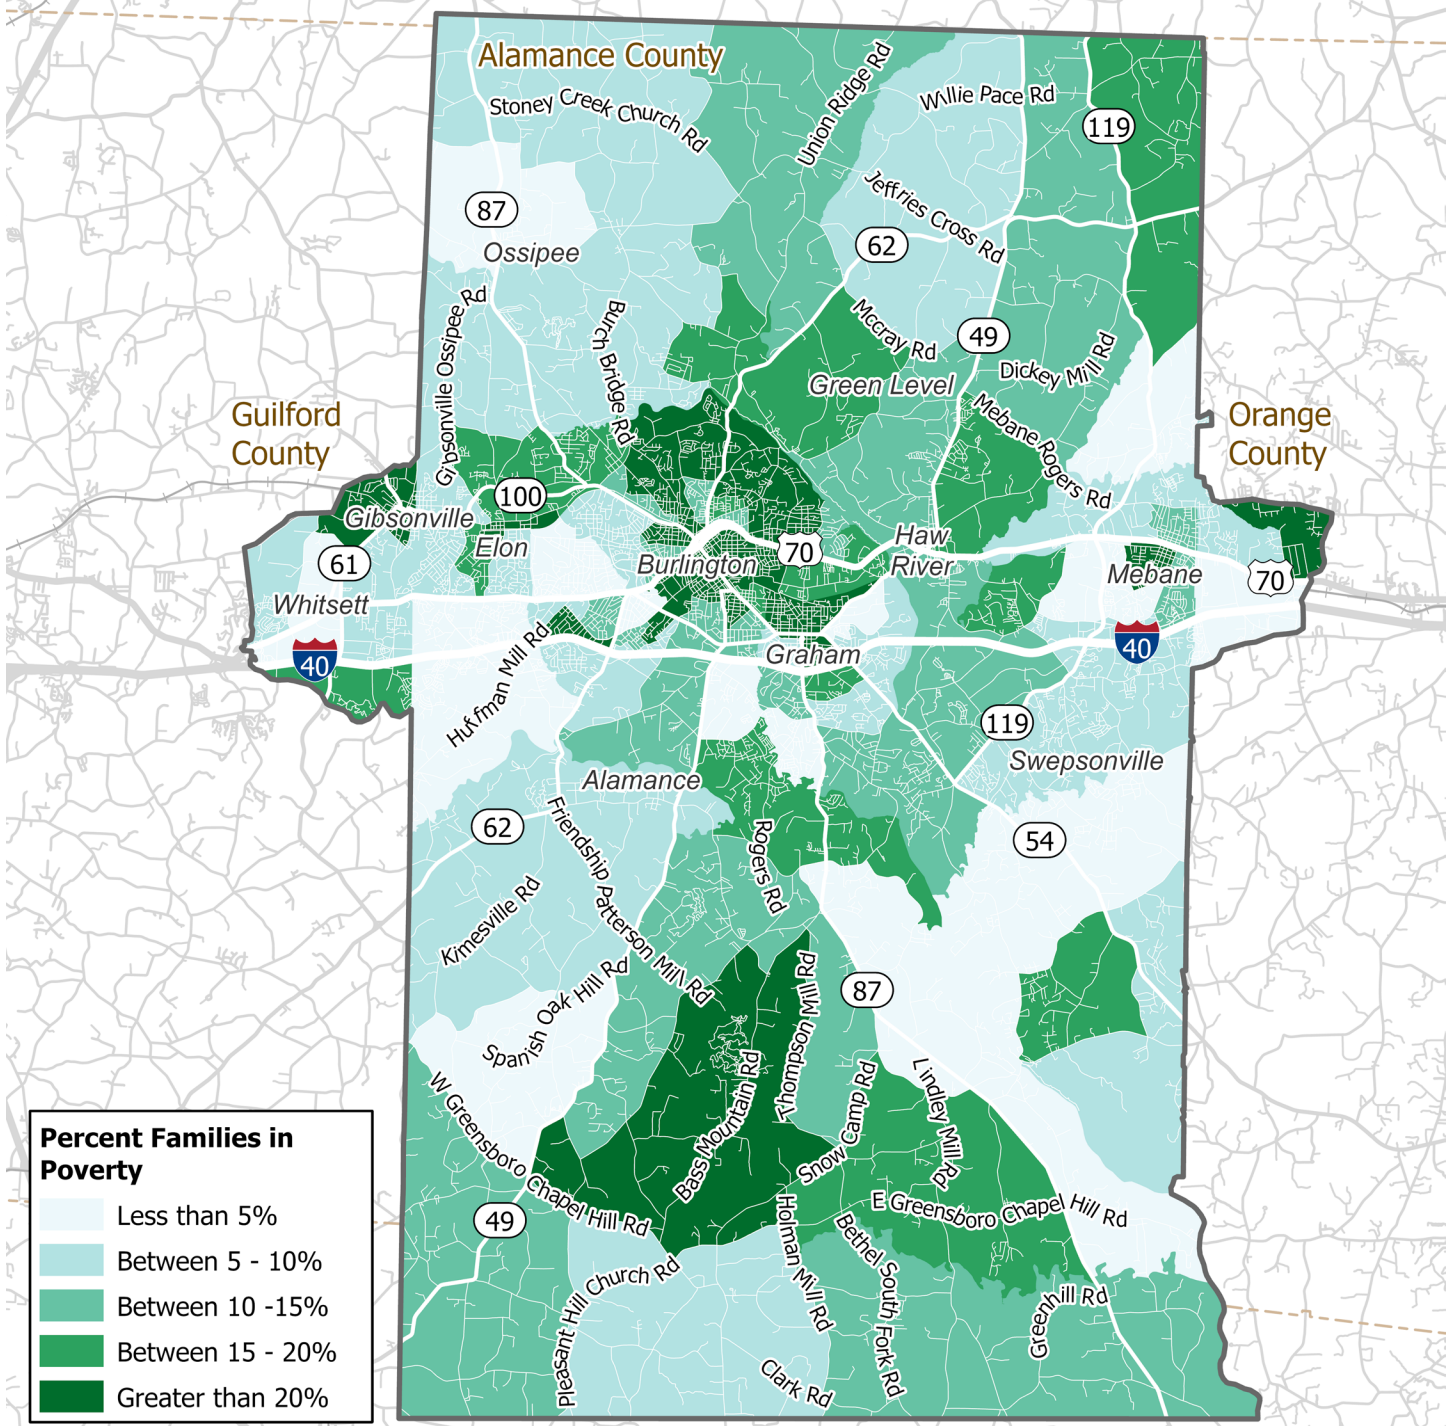 Alamance County
Stoney Creek Church Rd
Union Ridge Rd
Willie Pace Rd
119
87
Jeffries Cross Rd
62
Ossipee
Gibsonville Ossipee Rd
Burch Bridge Rd
Mccray Rd
49
Dickey Mill Rd
Green Level
Guilford
County
Mebane Rogers Rd
Orange
County
100
Gibsonville
Elon
61
Burlington
70
Haw
River
Mebane
70
Whitsett
40
Huffman Mill Rd
Graham
40
119
Alamance
Swepsonville
62
Friendship Patterson Mill Rd
Rogers Rd
54
Kimesville Rd
Spanish Oak Hill Rd
Thompson Mill Rd
87
W Greensboro Chapel Hill Rd
Bass Mountain Rd
Snow Camp Rd
Lindley Mill Rd
E Greensboro Chapel Hill Rd
49
Holman Mill Rd
Bethel South Fork Rd
Pleasant Hill Church Rd
Greenhill Rd
Clark Rd
Percent Families in
Poverty
Less than 5%
Between 5 - 10%
Between 10 -15%
Between 15 - 20%
Greater than 20%